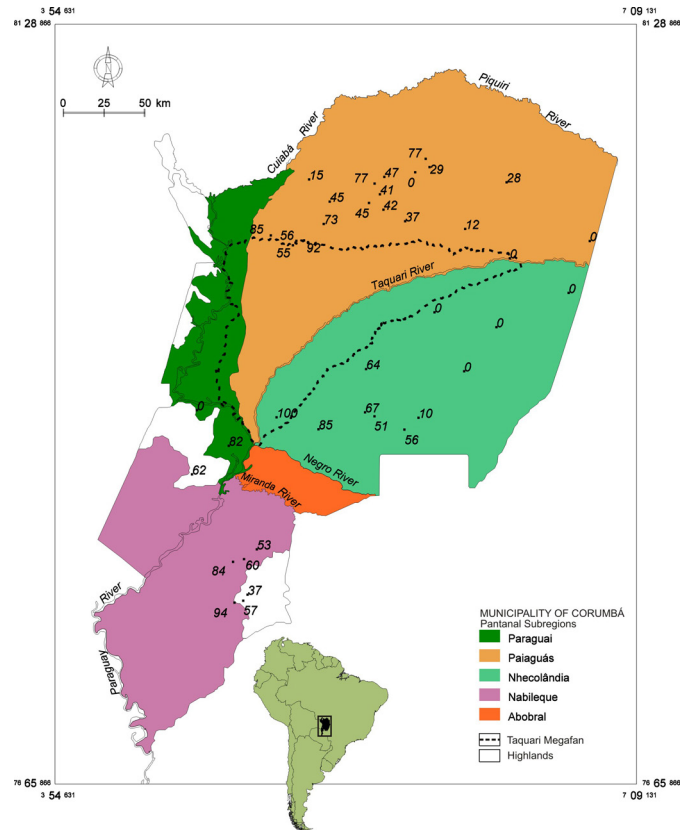 3 54 631
7 09 131
81 28 866
81 28 866
0 25 50 km
Cuiabá River
Piquiri River
77
29
0
47
77
15
41
45
45
42
28
73
37
12
85
56
55
92
0
0
Taquari River
0
0
0
64
0
0
100
0
67
51
10
85
56
82
62
Negro River
Miranda River
53
84
60
37
94
57
Paraguay River
MUNICIPALITY OF CORUMBÁ
Pantanal Subregions
Paraguai
Paiaguás
Nhecolândia
Nabileque
Abobral
Taquari Megafan
Highlands
76 65 866
76 65 866
3 54 631
7 09 131